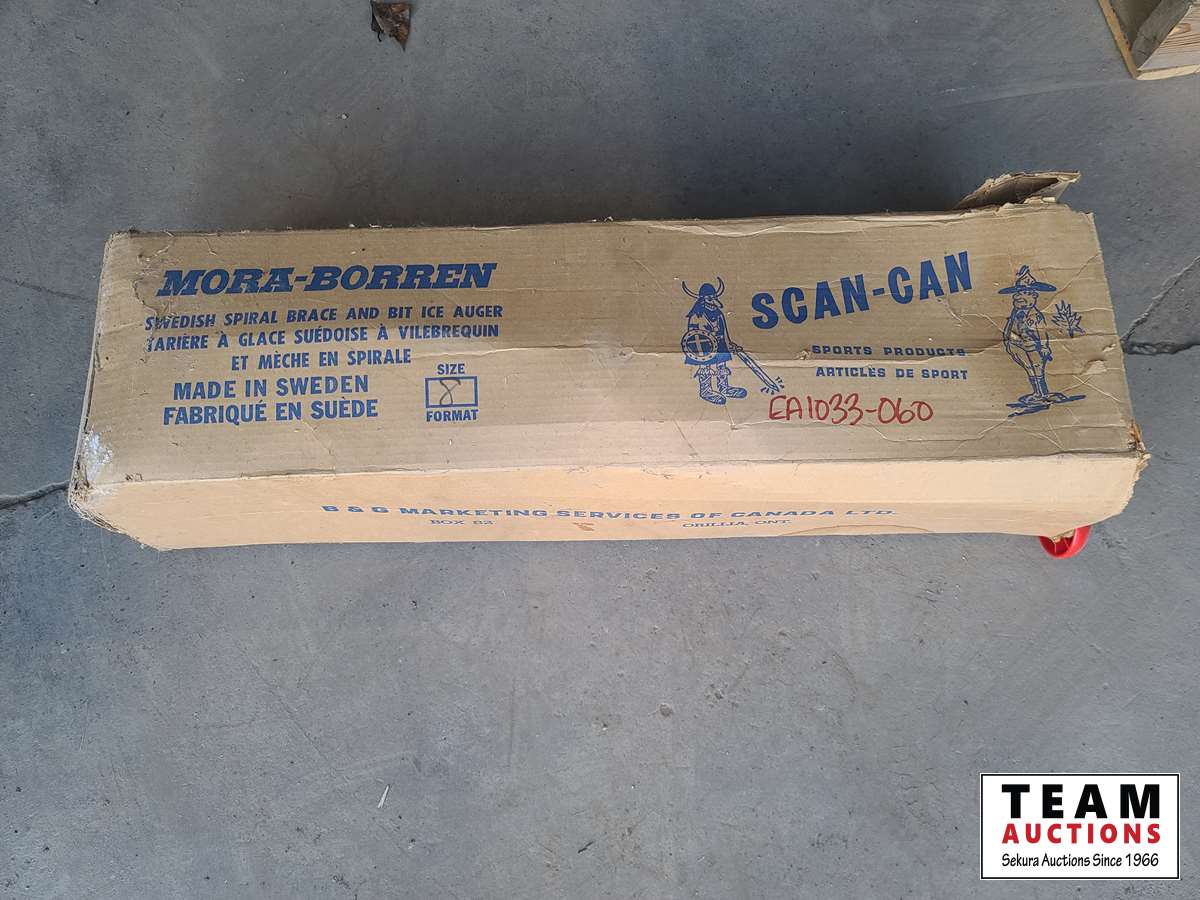 MORA-BORREN
SWEDISH SPIRAL BRACE AND BIT ICE AUGER
TARIÈRE À GLACE SUÉDOISE À VILEBREQUIN
ET MÈCHE EN SPIRALE
MADE IN SWEDEN
FABRIQUÉ EN SUÈDE
SIZE
8
FORMAT
SCAN-CAN
SPORTS PRODUCTS
ARTICLES DE SPORT
EA1033-060
B & G MARKETING SERVICES OF CANADA LTD.
BOX 82 ORILLIA, ONT.
TEAM
AUCTIONS
Sekura Auctions Since 1966